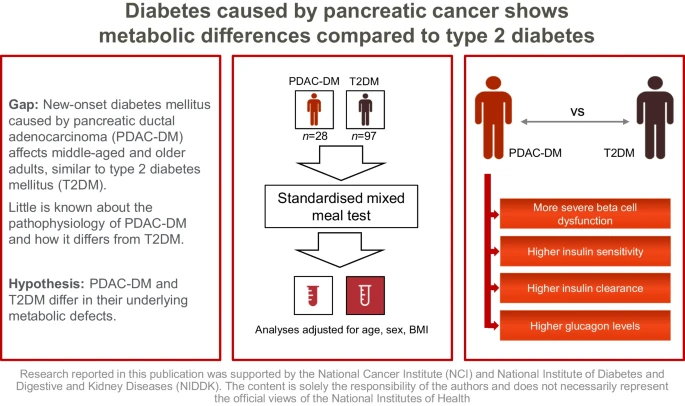 Diabetes caused by pancreatic cancer shows
metabolic differences compared to type 2 diabetes
Gap: New-onset diabetes mellitus
caused by pancreatic ductal
adenocarcinoma (PDAC-DM)
affects middle-aged and older
adults, similar to type 2 diabetes
mellitus (T2DM).
Little is known about the
pathophysiology of PDAC-DM
and how it differs from T2DM.
Hypothesis: PDAC-DM and
T2DM differ in their underlying
metabolic defects.
PDAC-DM T2DM
n=28 n=97
Standardised mixed
meal test
Analyses adjusted for age, sex, BMI
VS
PDAC-DM T2DM
More severe beta cell
dysfunction
Higher insulin sensitivity
Higher insulin clearance
Higher glucagon levels
Research reported in this publication was supported by the National Cancer Institute (NCI) and National Institute of Diabetes and
Digestive and Kidney Diseases (NIDDK). The content is solely the responsibility of the authors and does not necessarily represent
the official views of the National Institutes of Health